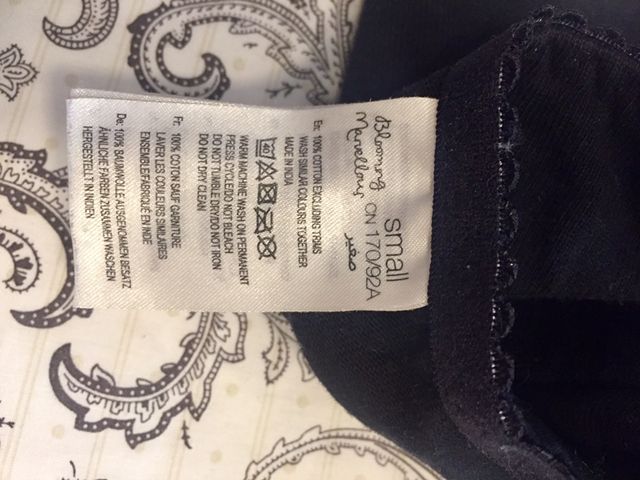 Blooming
Marvellous
small
CN 170/92A
صغير
En: 100% COTTON EXCLUDING TRIMS
WASH SIMILAR COLOURS TOGETHER
MADE IN INDIA
WARM MACHINE WASH ON PERMANENT
PRESS CYCLE/DO NOT BLEACH
DO NOT TUMBLE DRY/DO NOT IRON
DO NOT DRY CLEAN
Fr: 100% COTON SAUF GARNITURE
LAVER LES COULEURS SIMILAIRES
ENSEMBLE/FABRIQUÉ EN INDE
De: 100% BAUMWOLLE AUSGENOMMEN BESATZ
ÄHNLICHE FARBEN ZUSAMMEN WASCHEN
HERGESTELLT IN INDIEN